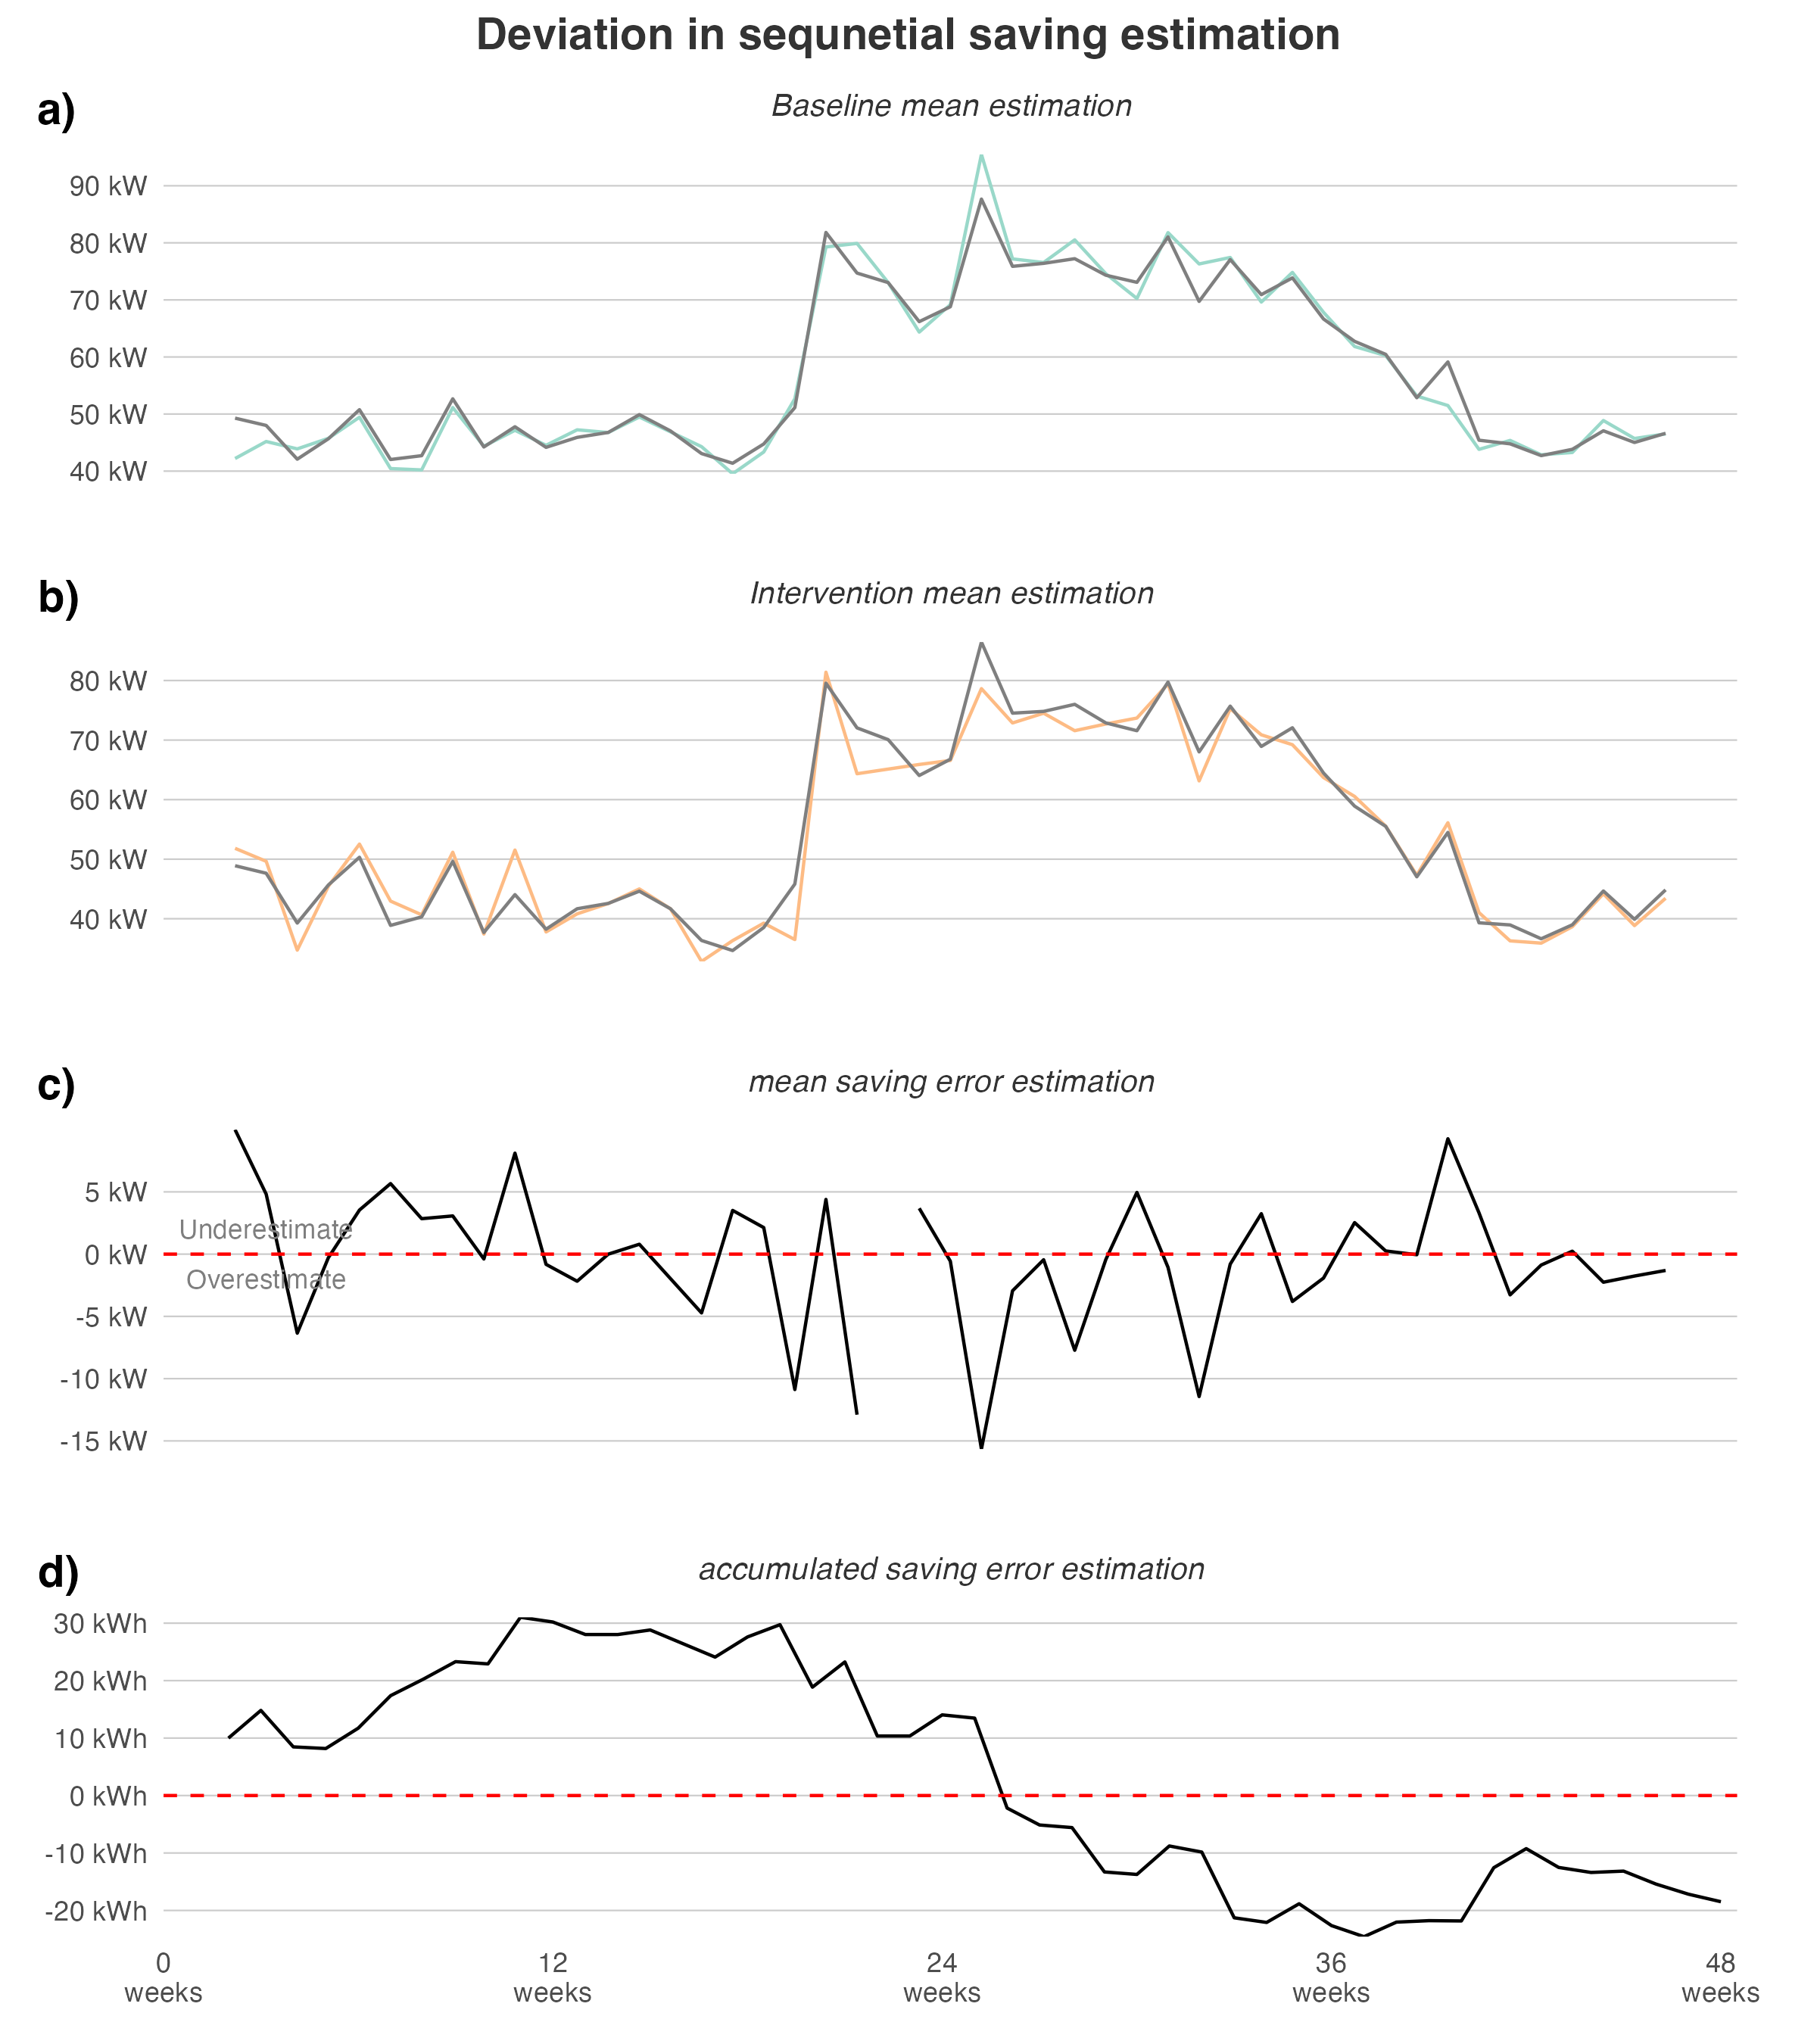 Deviation in sequnetial saving estimation
a)
Baseline mean estimation
90 kW
80 kW
70 kW
60 kW
50 kW
40 kW
b)
Intervention mean estimation
80 kW
70 kW
60 kW
50 kW
40 kW
c)
mean saving error estimation
5 kW
Underestimate
0 kW
Overestimate
-5 kW
-10 kW
-15 kW
d)
accumulated saving error estimation
30 kWh
20 kWh
10 kWh
0 kWh
-10 kWh
-20 kWh
0 12 24 36 48
weeks weeks weeks weeks weeks